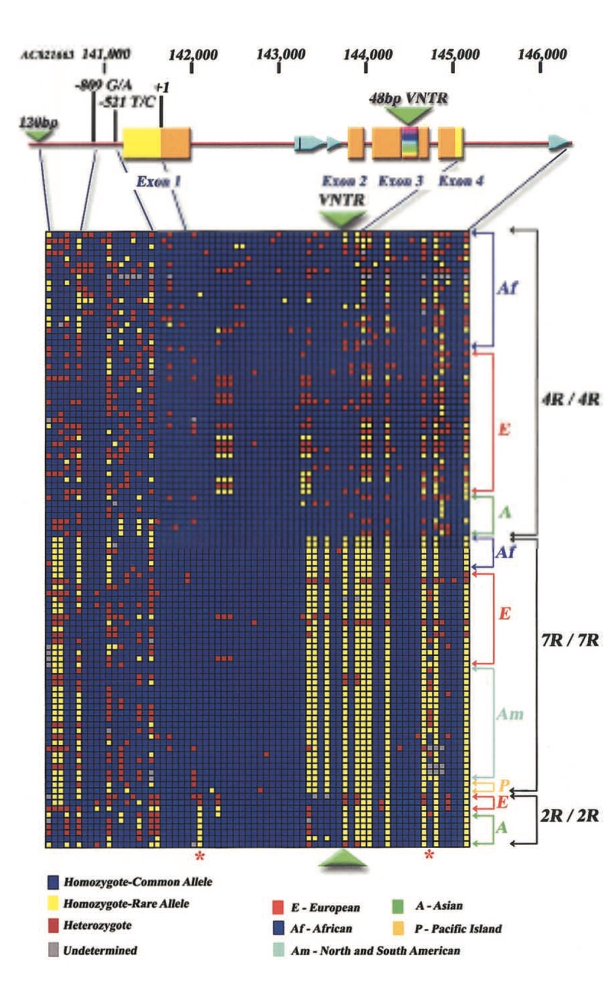 141,000 142,000 143,000 144,000 145,000 146,000
-809 G/A +1
-521 T/C 48bp VNTR
130bp
Exon 1 Exon 2 Exon 3 Exon 4
VNTR
Af
4R / 4R
E
A
Af
E
7R / 7R
Am
P
E
2R / 2R
A
* *
Homozygote-Common Allele
Homozygote-Rare Allele
Heterozygote
Undetermined
E - European
Af - African
Am - North and South American
A - Asian
P - Pacific Island